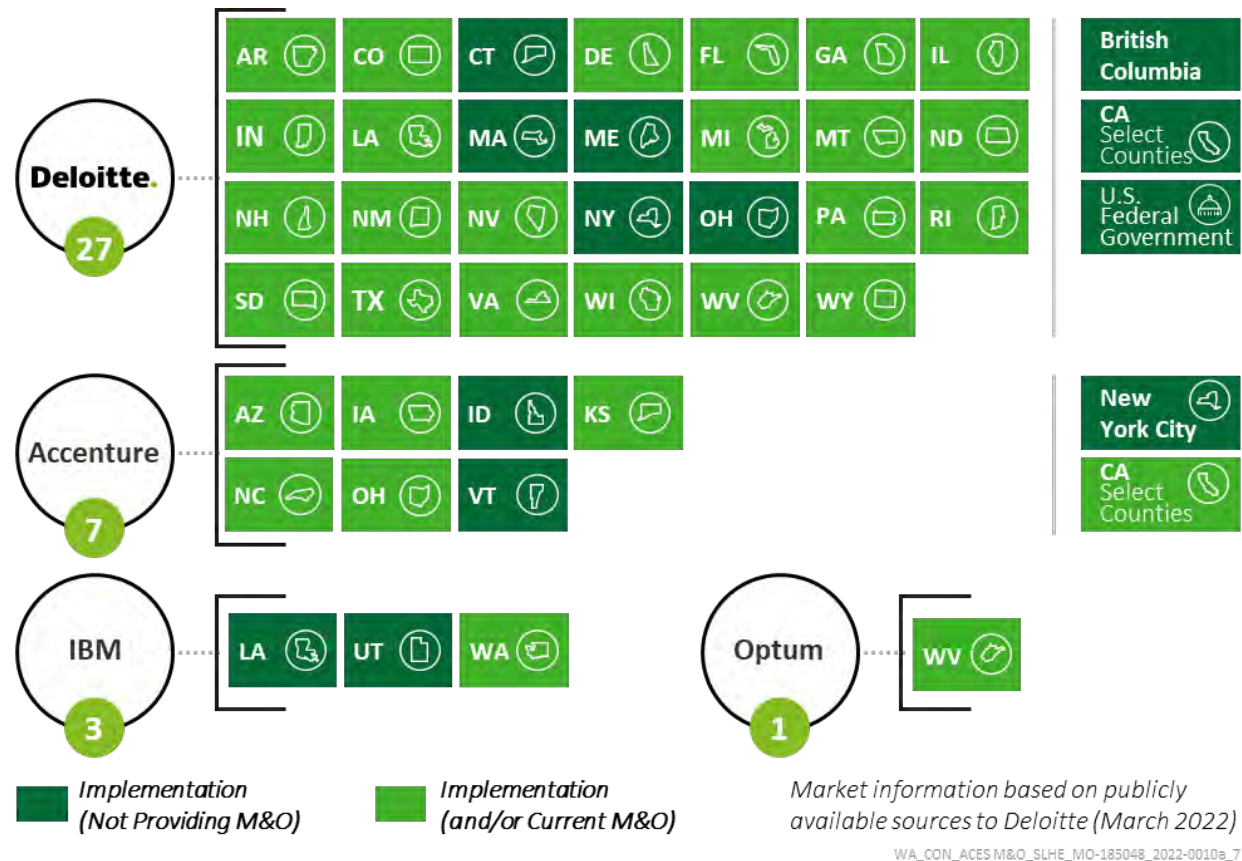 AR CO CT DE FL GA IL
IN LA MA ME MI MT ND
NH NM NV NY OH PA RI
SD TX VA WI WV WY
Deloitte.
27
British
Columbia
CA
Select
Counties
U.S.
Federal
Government
AZ IA ID KS
NC OH VT
Accenture
7
New
York City
CA
Select
Counties
IBM
3
LA UT WA
Optum
1
WV
Implementation
(Not Providing M&O)
Implementation
(and/or Current M&O)
Market information based on publicly
available sources to Deloitte (March 2022)
WA_CON_ACES M&O_SLHE_MO-185048_2022-0010a_7